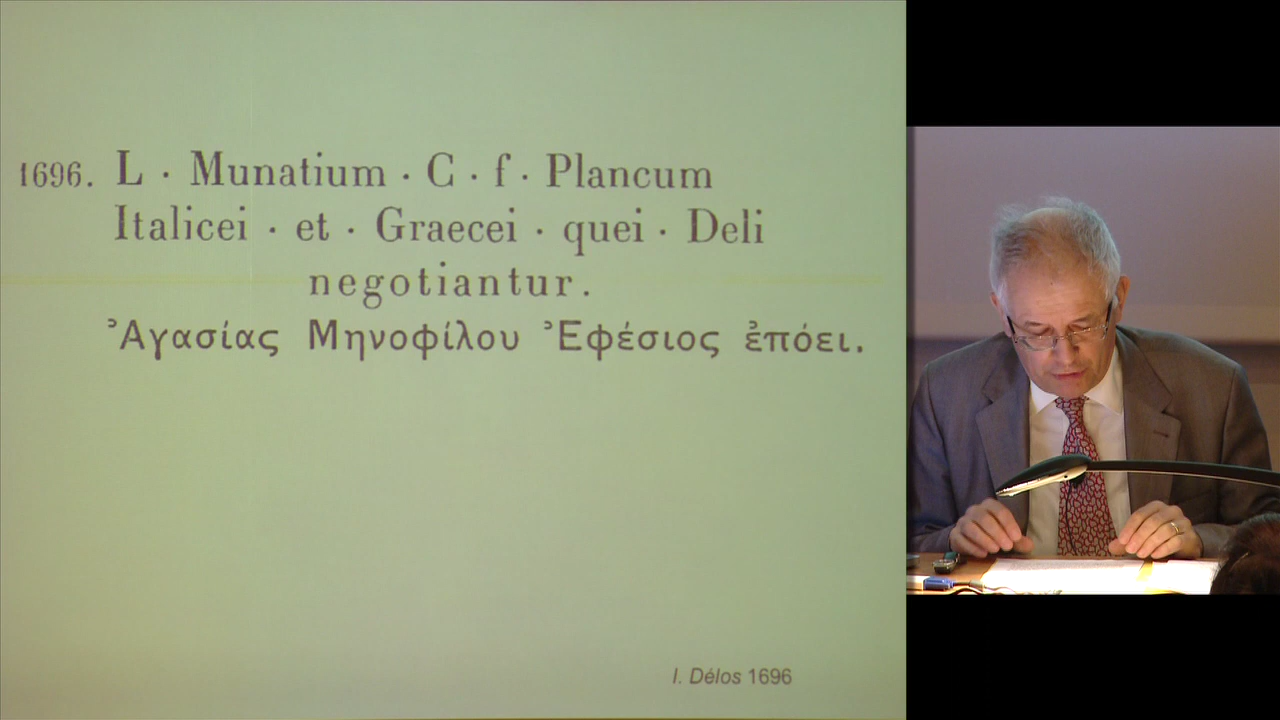 1696. L · Munatium · C · f · Plancum
Italicei · et · Graecei · quei · Deli
negotiantur.
Ἀγασίας Μηνοφίλου Ἐφέσιος ἐπόει.
I. Délos 1696